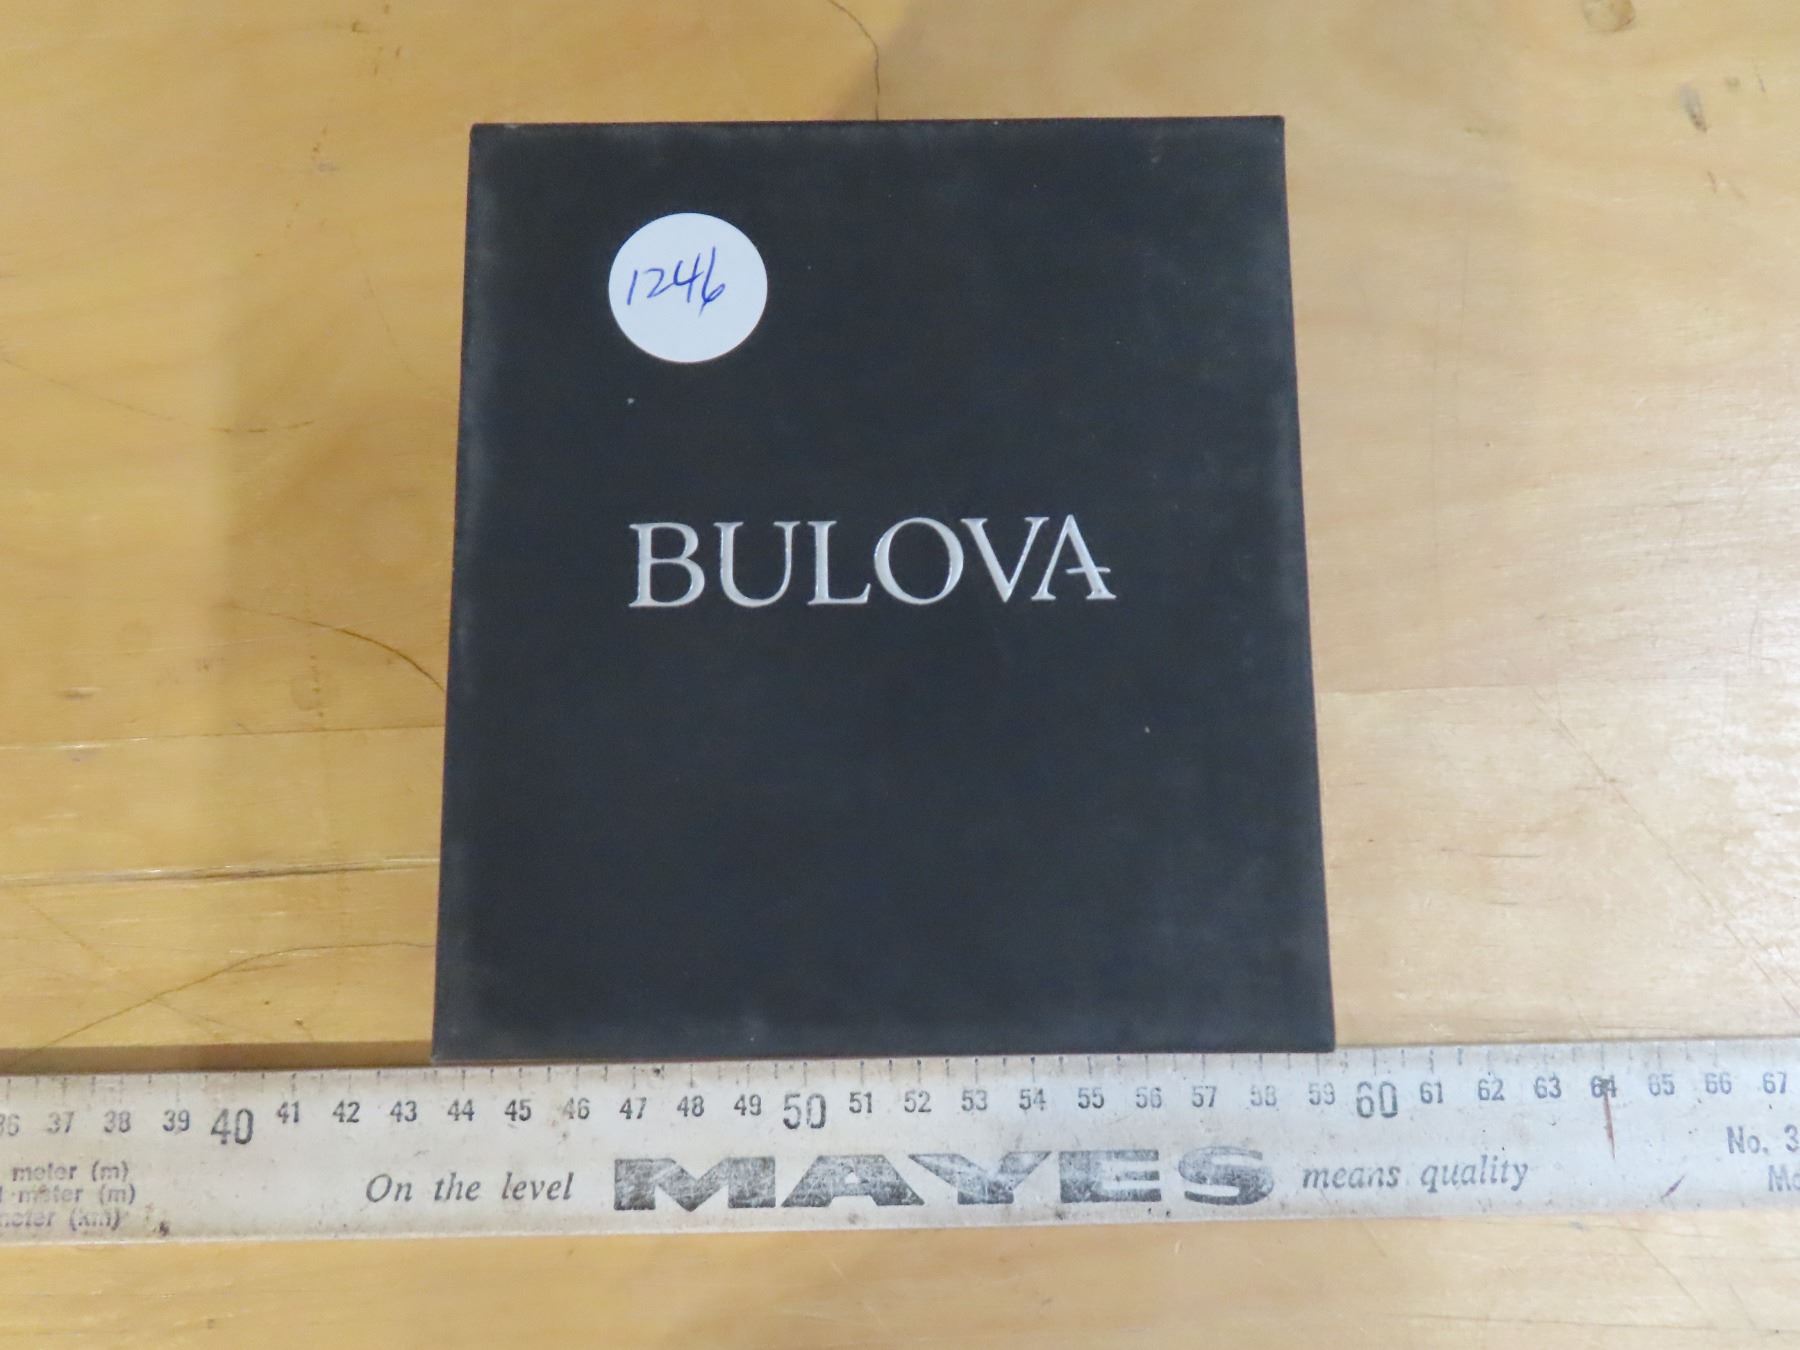 1246
BULOVA
37 38 39 40 41 42 43 44 45 46 47 48 49 50 51 52 53 54 55 56 57 58 59 60 61 62 63 64 65 66 67
meter (m)
(m)
(km)
On the level MAYES means quality
No. 3